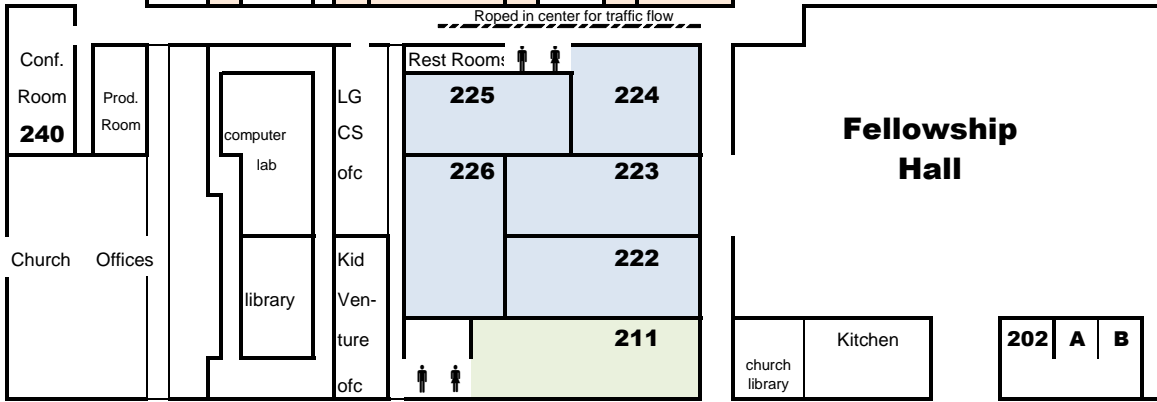 Roped in center for traffic flow
Conf.
Room
240
Prod.
Room
computer
lab
library
LG
CS
ofc
Kid
Ven-
ture
ofc
Church Offices
Rest Rooms
225
224
226
223
222
211
Fellowship
Hall
church
library
Kitchen
202 A B